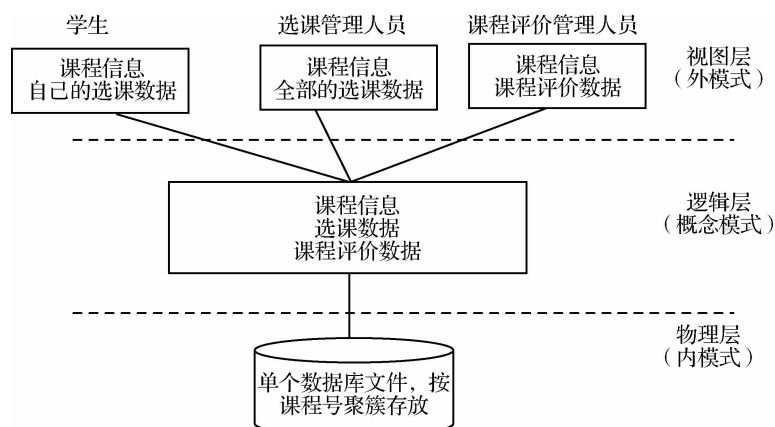 学生
选课管理人员
课程评价管理人员
课程信息
自己的选课数据
课程信息
全部的选课数据
课程信息
课程评价数据
视图层
（外模式）
课程信息
选课数据
课程评价数据
逻辑层
（概念模式）
物理层
（内模式）
单个数据库文件，按
课程号聚簇存放